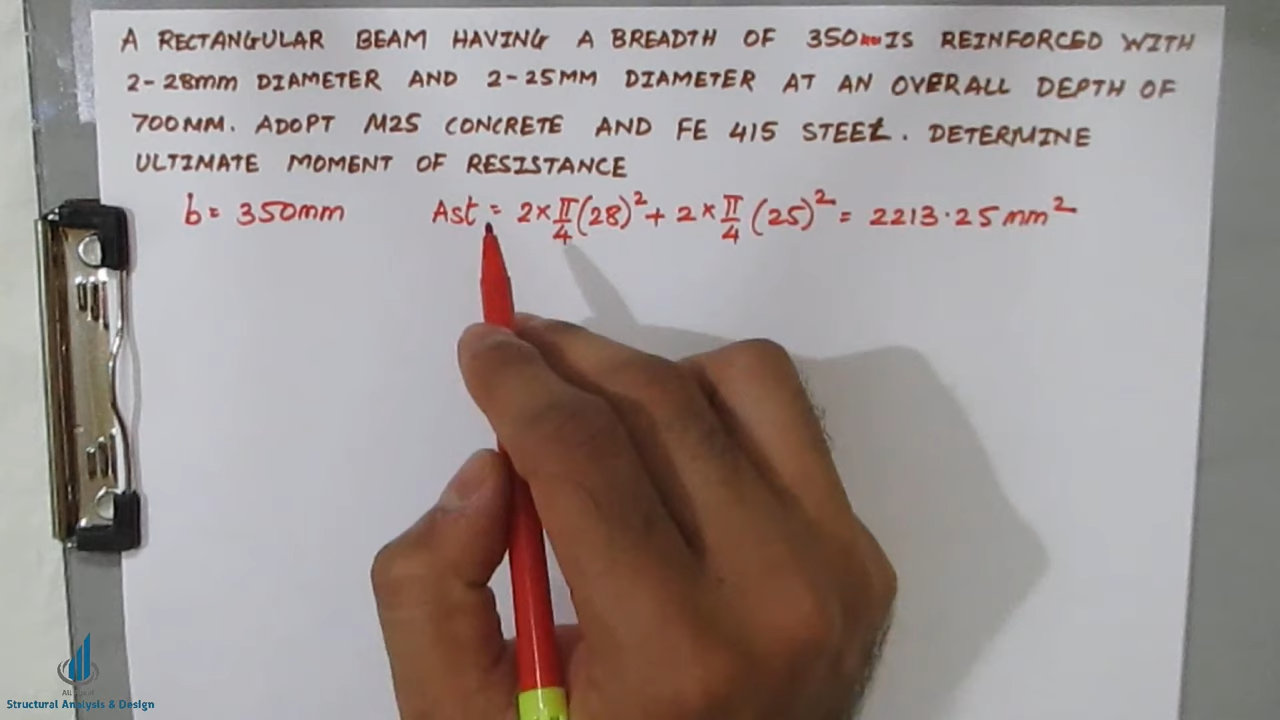 A RECTANGULAR BEAM HAVING A BREADTH OF 350mm IS REINFORCED WITH
2-28mm DIAMETER AND 2-25MM DIAMETER AT AN OVERALL DEPTH OF
700MM. ADOPT M25 CONCRETE AND FE 415 STEEL. DETERMINE
ULTIMATE MOMENT OF RESISTANCE
b = 350mm Ast = 2×π/4(28)²+ 2×π/4(25)² = 2213.25 mm²
Structural Analysis & Design